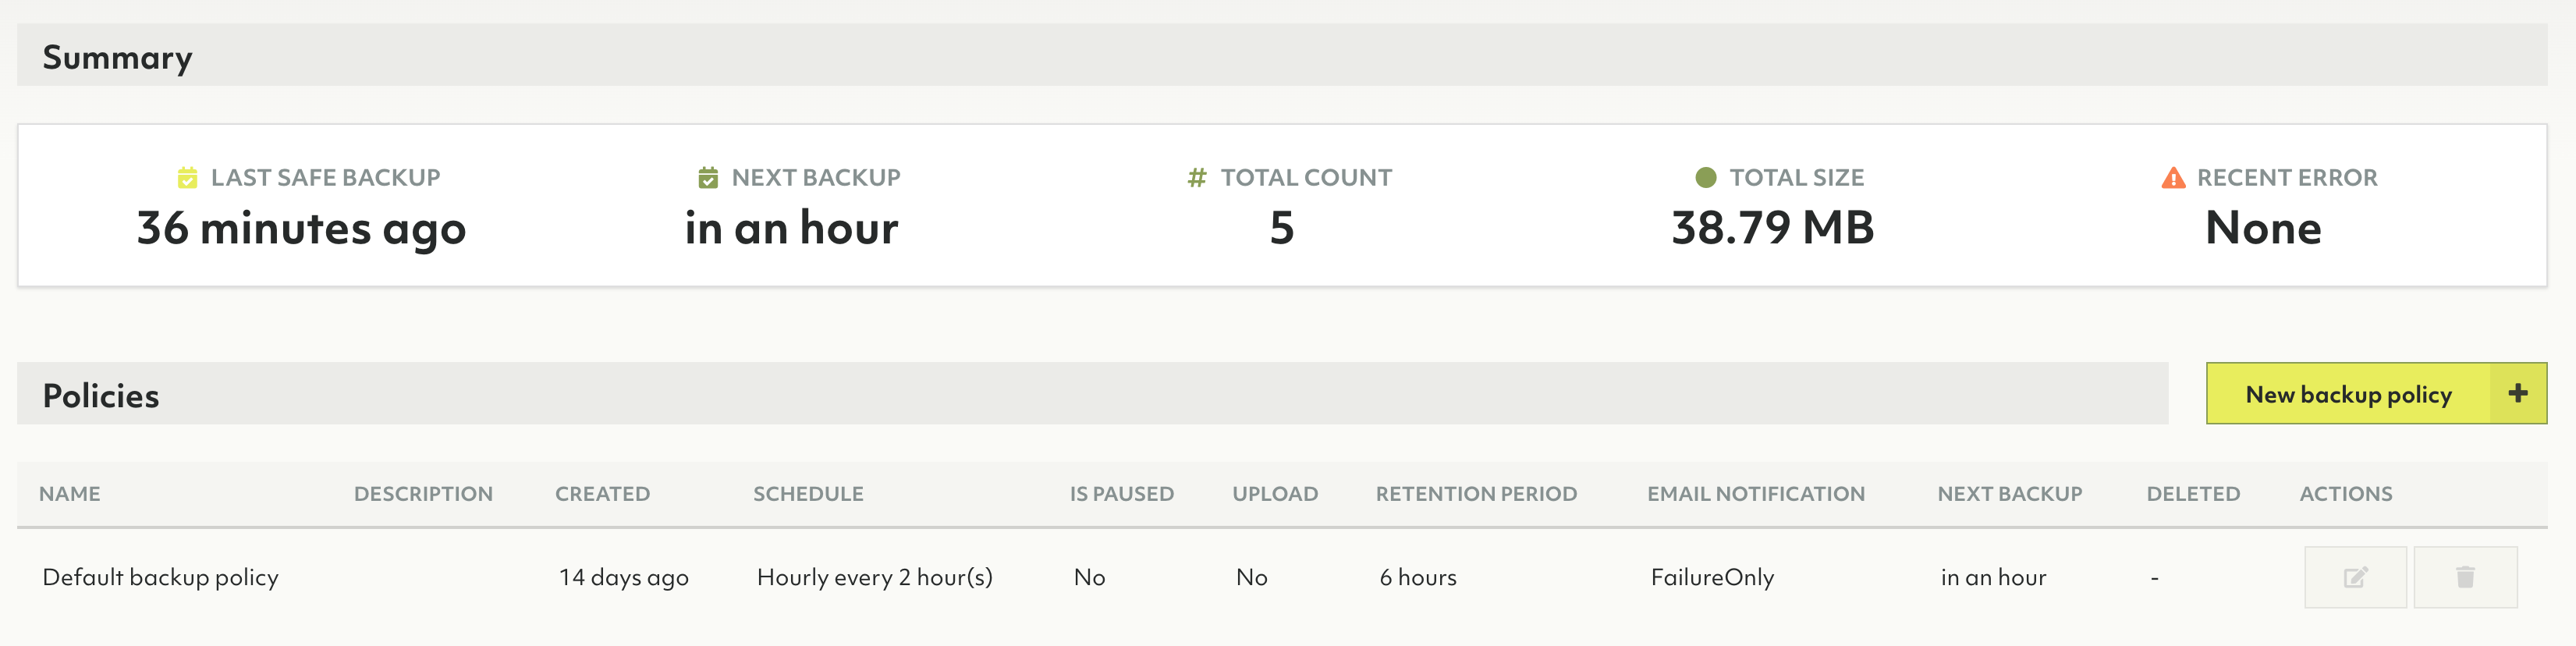 Summary
LAST SAFE BACKUP NEXT BACKUP # TOTAL COUNT TOTAL SIZE RECENT ERROR
36 minutes ago in an hour 5 38.79 MB None
Policies New backup policy +
NAME DESCRIPTION CREATED SCHEDULE IS PAUSED UPLOAD RETENTION PERIOD EMAIL NOTIFICATION NEXT BACKUP DELETED ACTIONS
Default backup policy 14 days ago Hourly every 2 hour(s) No No 6 hours FailureOnly in an hour -